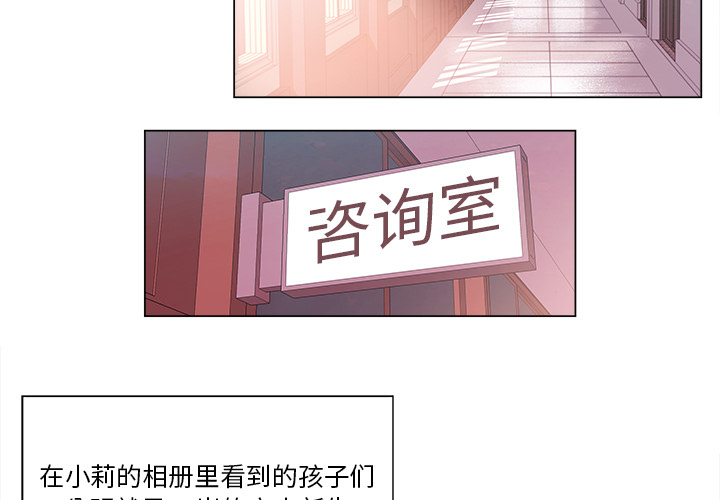 咨询室
在小莉的相册里看到的孩子们